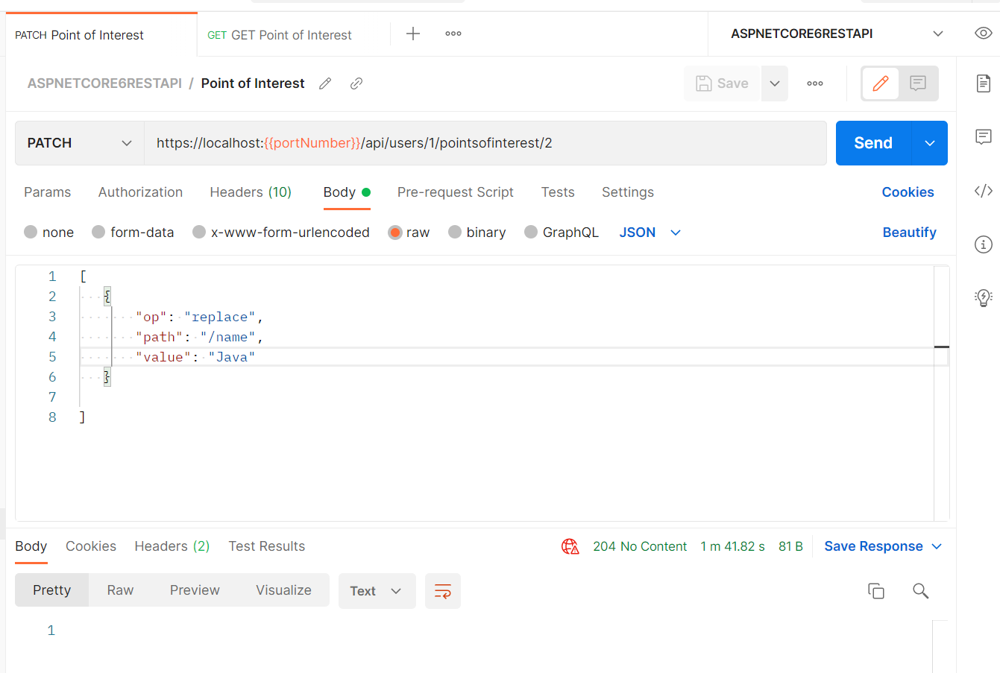 PATCH Point of Interest
GET GET Point of Interest
ASPNETCORE6RESTAPI
ASPNETCORE6RESTAPI / Point of Interest
Save
PATCH
https://localhost:{{portNumber}}/api/users/1/pointsofinterest/2
Send
Params Authorization Headers (10) Body Pre-request Script Tests Settings Cookies
none form-data x-www-form-urlencoded raw binary GraphQL JSON Beautify
1 [
2 {
3 "op": "replace",
4 "path": "/name",
5 "value": "Java"
6 }
7
8 ]
Body Cookies Headers (2) Test Results 204 No Content 1 m 41.82 s 81 B Save Response
Pretty Raw Preview Visualize Text
1